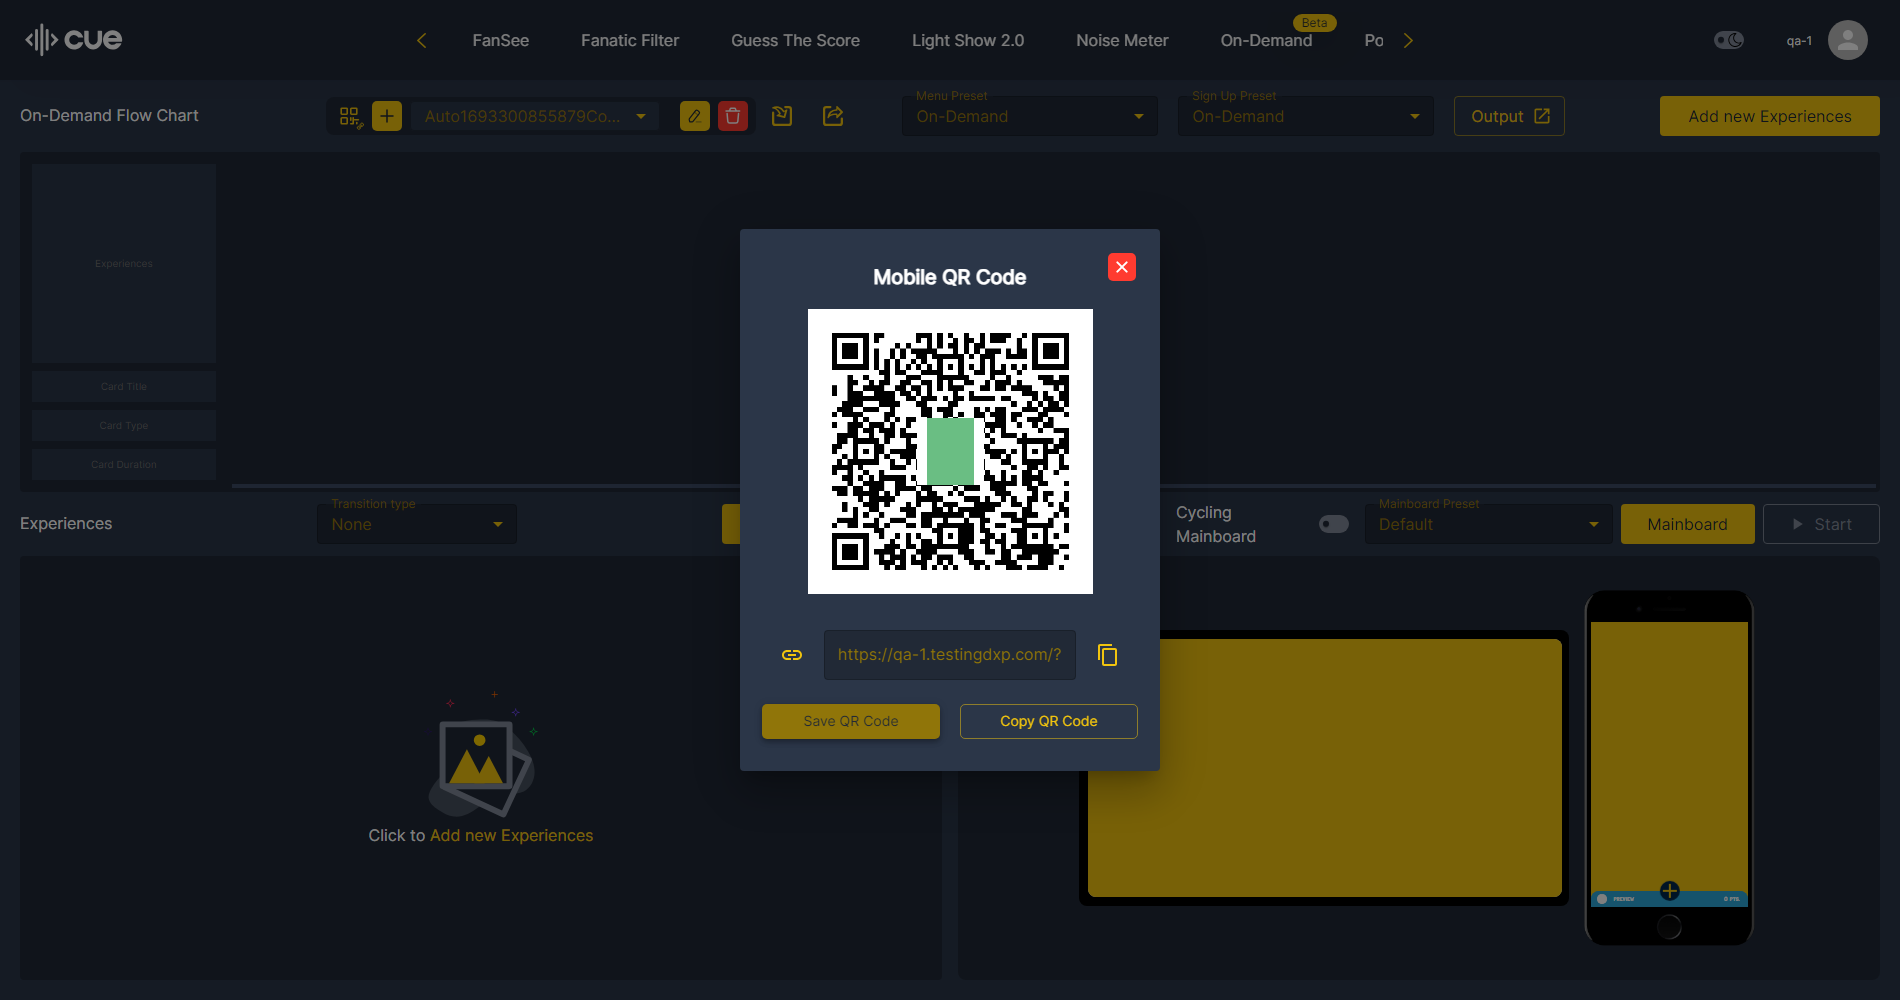 cue
FanSee
Fanatic Filter
Guess The Score
Light Show 2.0
Noise Meter
On-Demand
Beta
Po
qa-1
On-Demand Flow Chart
Auto1693300855879Co...
Menu Preset
On-Demand
Sign Up Preset
On-Demand
Output
Add new Experiences
Experiences
Card Title
Card Type
Card Duration
Mobile QR Code
https://qa-1.testingdxp.com/?
Save QR Code
Copy QR Code
Experiences
Transition type
None
Cycling
Mainboard
Mainboard Preset
Default
Mainboard
Start
Click to Add new Experiences
PREVIEW
0 PTS.